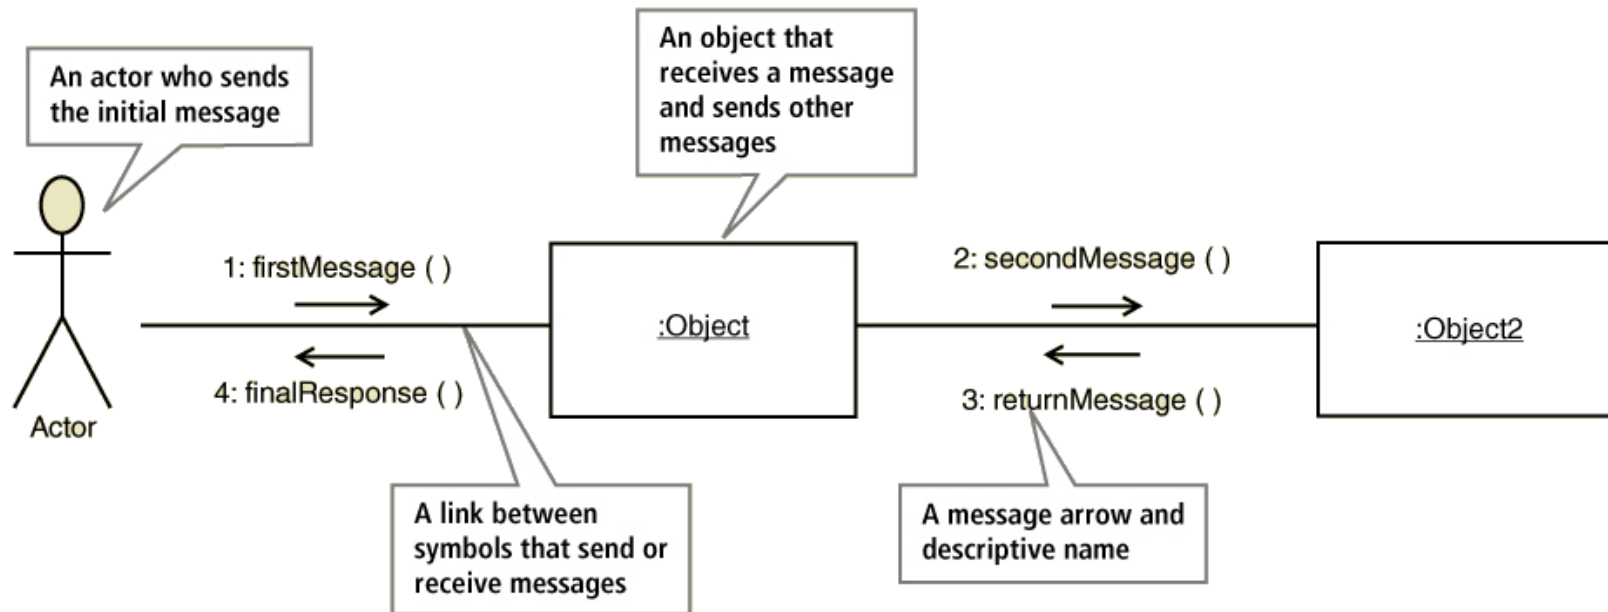 An object that
receives a message
and sends other
messages
An actor who sends
the initial message
1: firstMessage ( )
2: secondMessage ( )
:Object
:Object2
4: finalResponse ( )
3: returnMessage ( )
Actor
A link between
symbols that send or
receive messages
A message arrow and
descriptive name